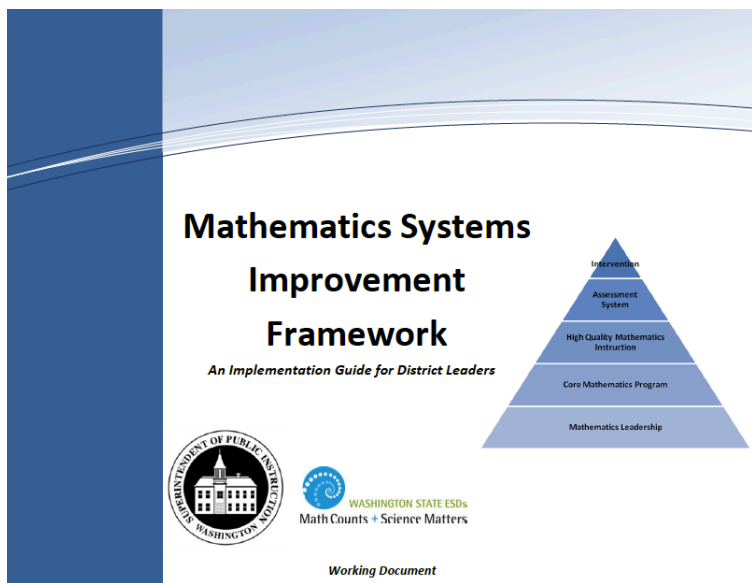 Mathematics Systems
Improvement
Framework
An Implementation Guide for District Leaders
Intervention
Assessment
System
High Quality Mathematics
Instruction
Core Mathematics Program
Mathematics Leadership
SUPERINTENDENT OF PUBLIC INSTRUCTION
WASHINGTON
WASHINGTON STATE ESDs
Math Counts + Science Matters
Working Document